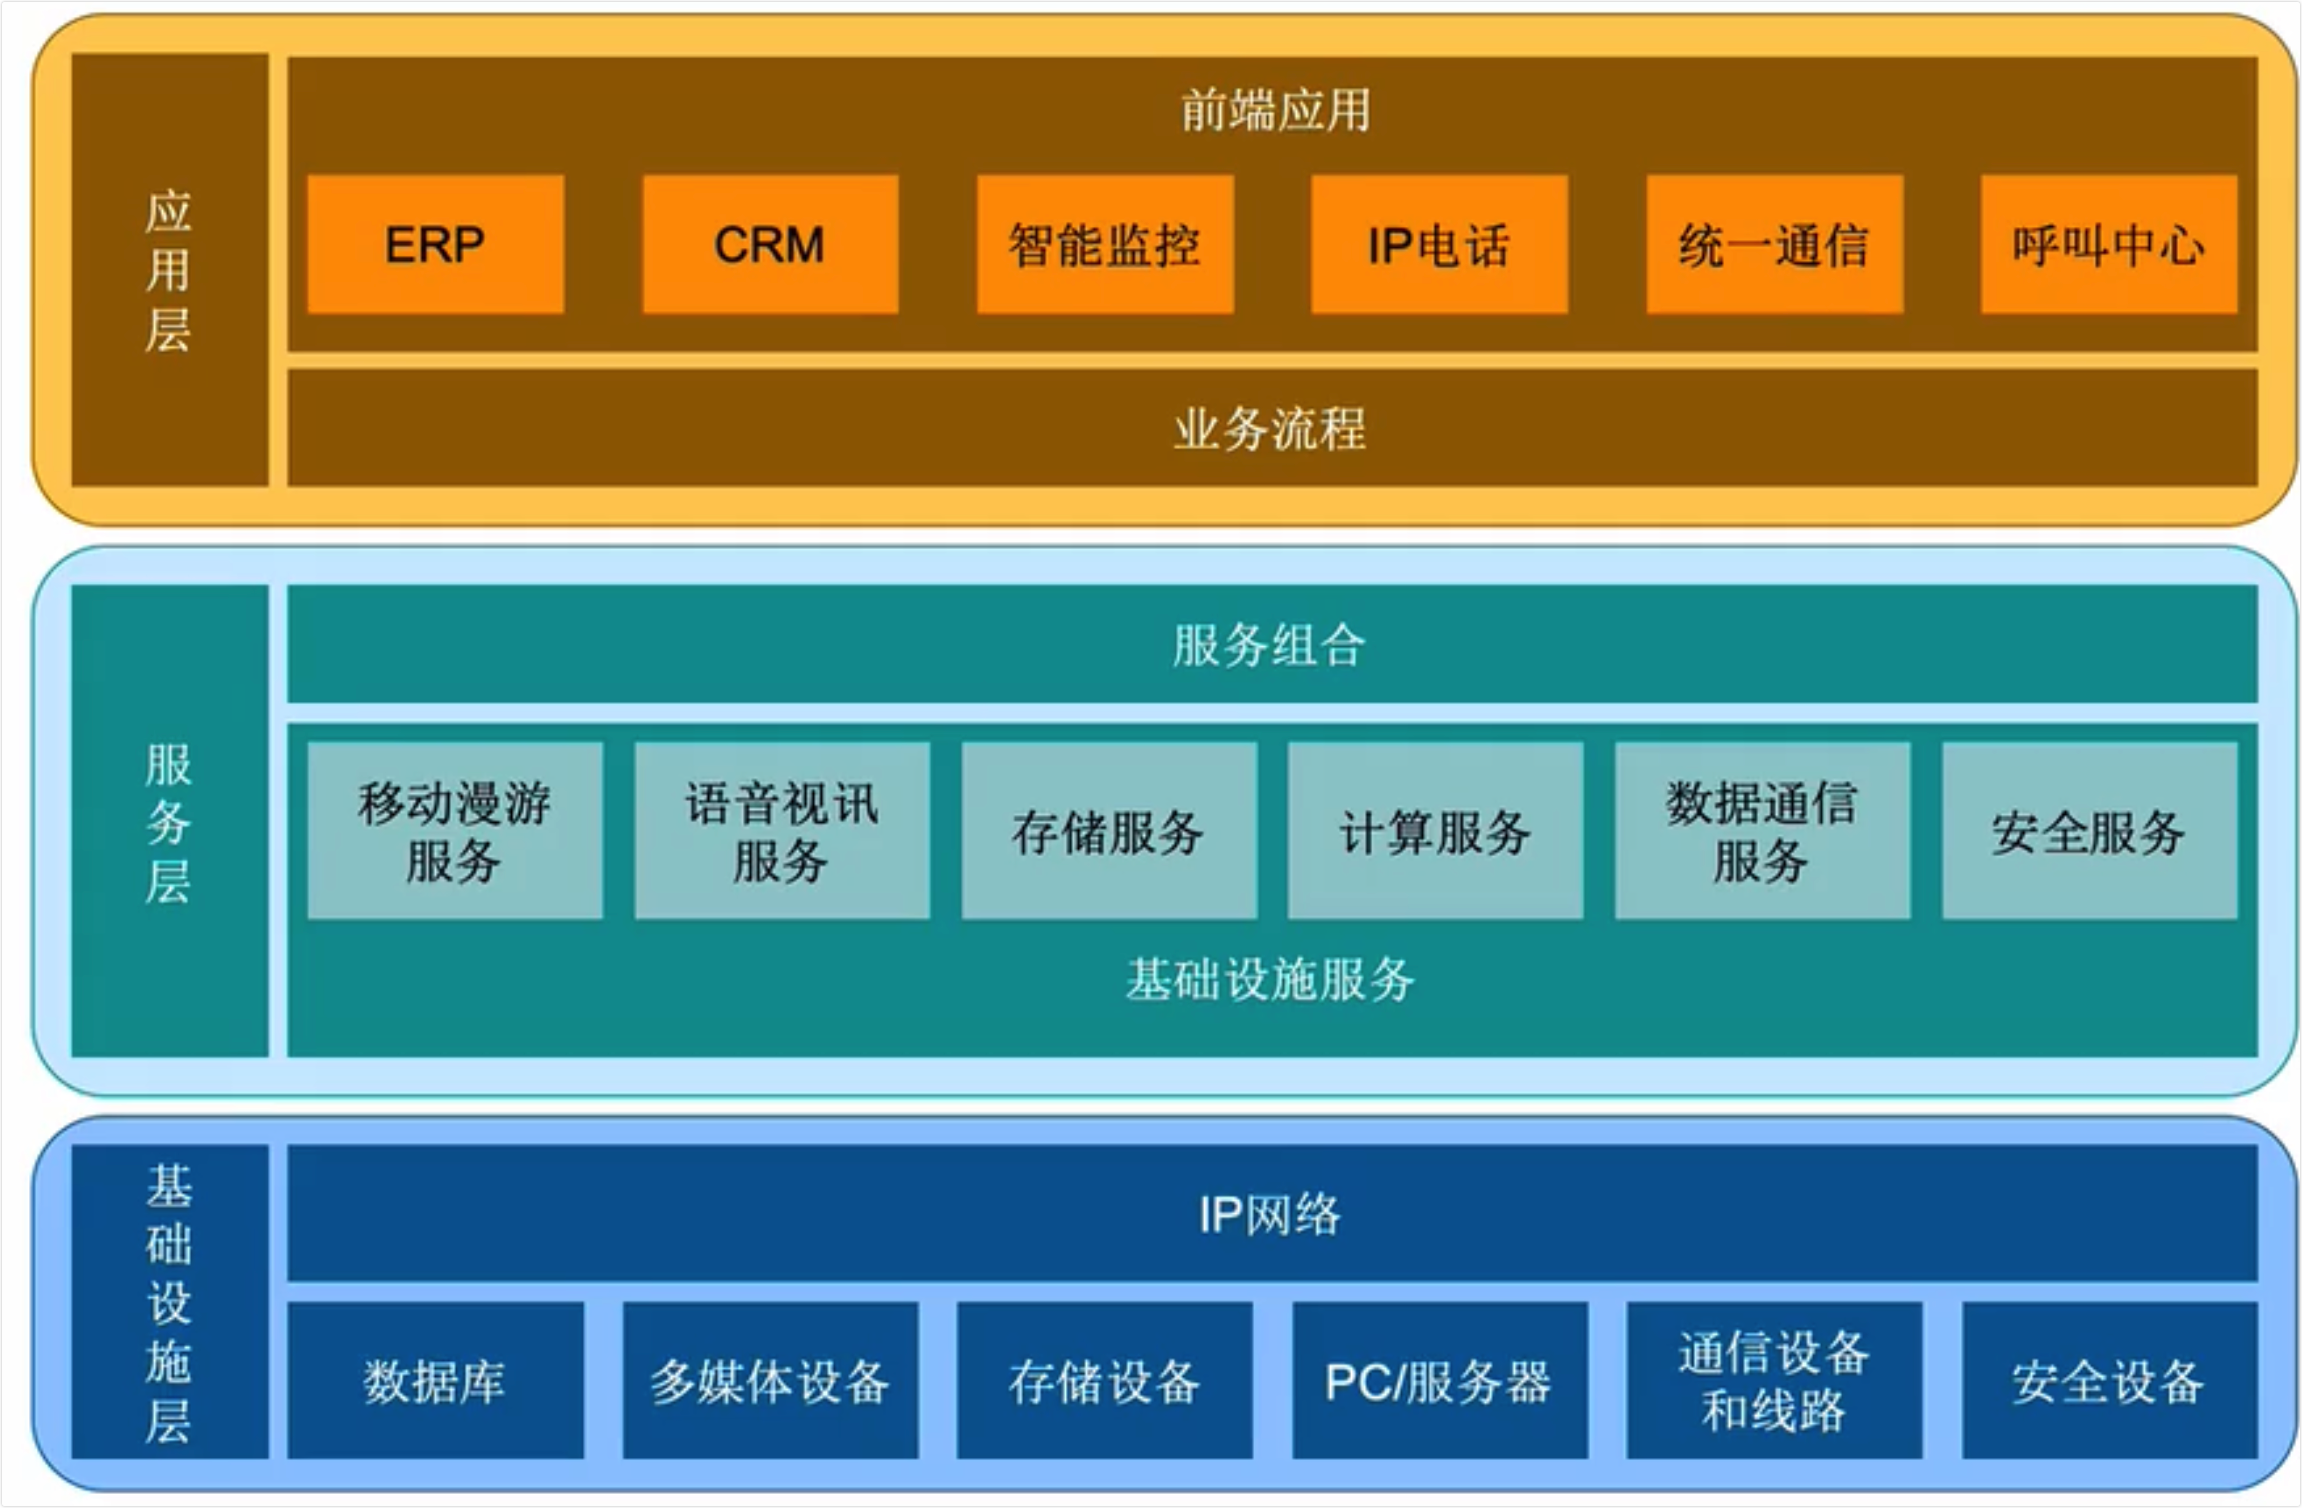 应用层
前端应用
ERP
CRM
智能监控
IP电话
统一通信
呼叫中心
业务流程
服务层
服务组合
移动漫游
服务
语音视讯
服务
存储服务
计算服务
数据通信
服务
安全服务
基础设施服务
基础设施层
IP网络
数据库
多媒体设备
存储设备
PC/服务器
通信设备
和线路
安全设备